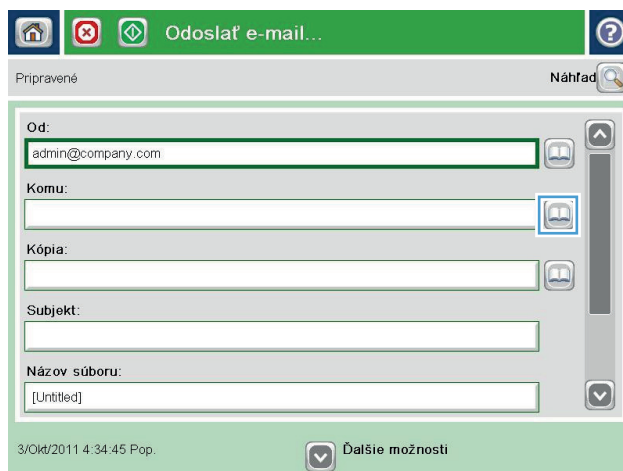 Odoslať e-mail...
Pripravené
Náhľad
Od:
admin@company.com
Komu:
Kópia:
Subjekt:
Názov súboru:
[Untitled]
3/Okt/2011 4:34:45 Pop.
Ďalšie možnosti